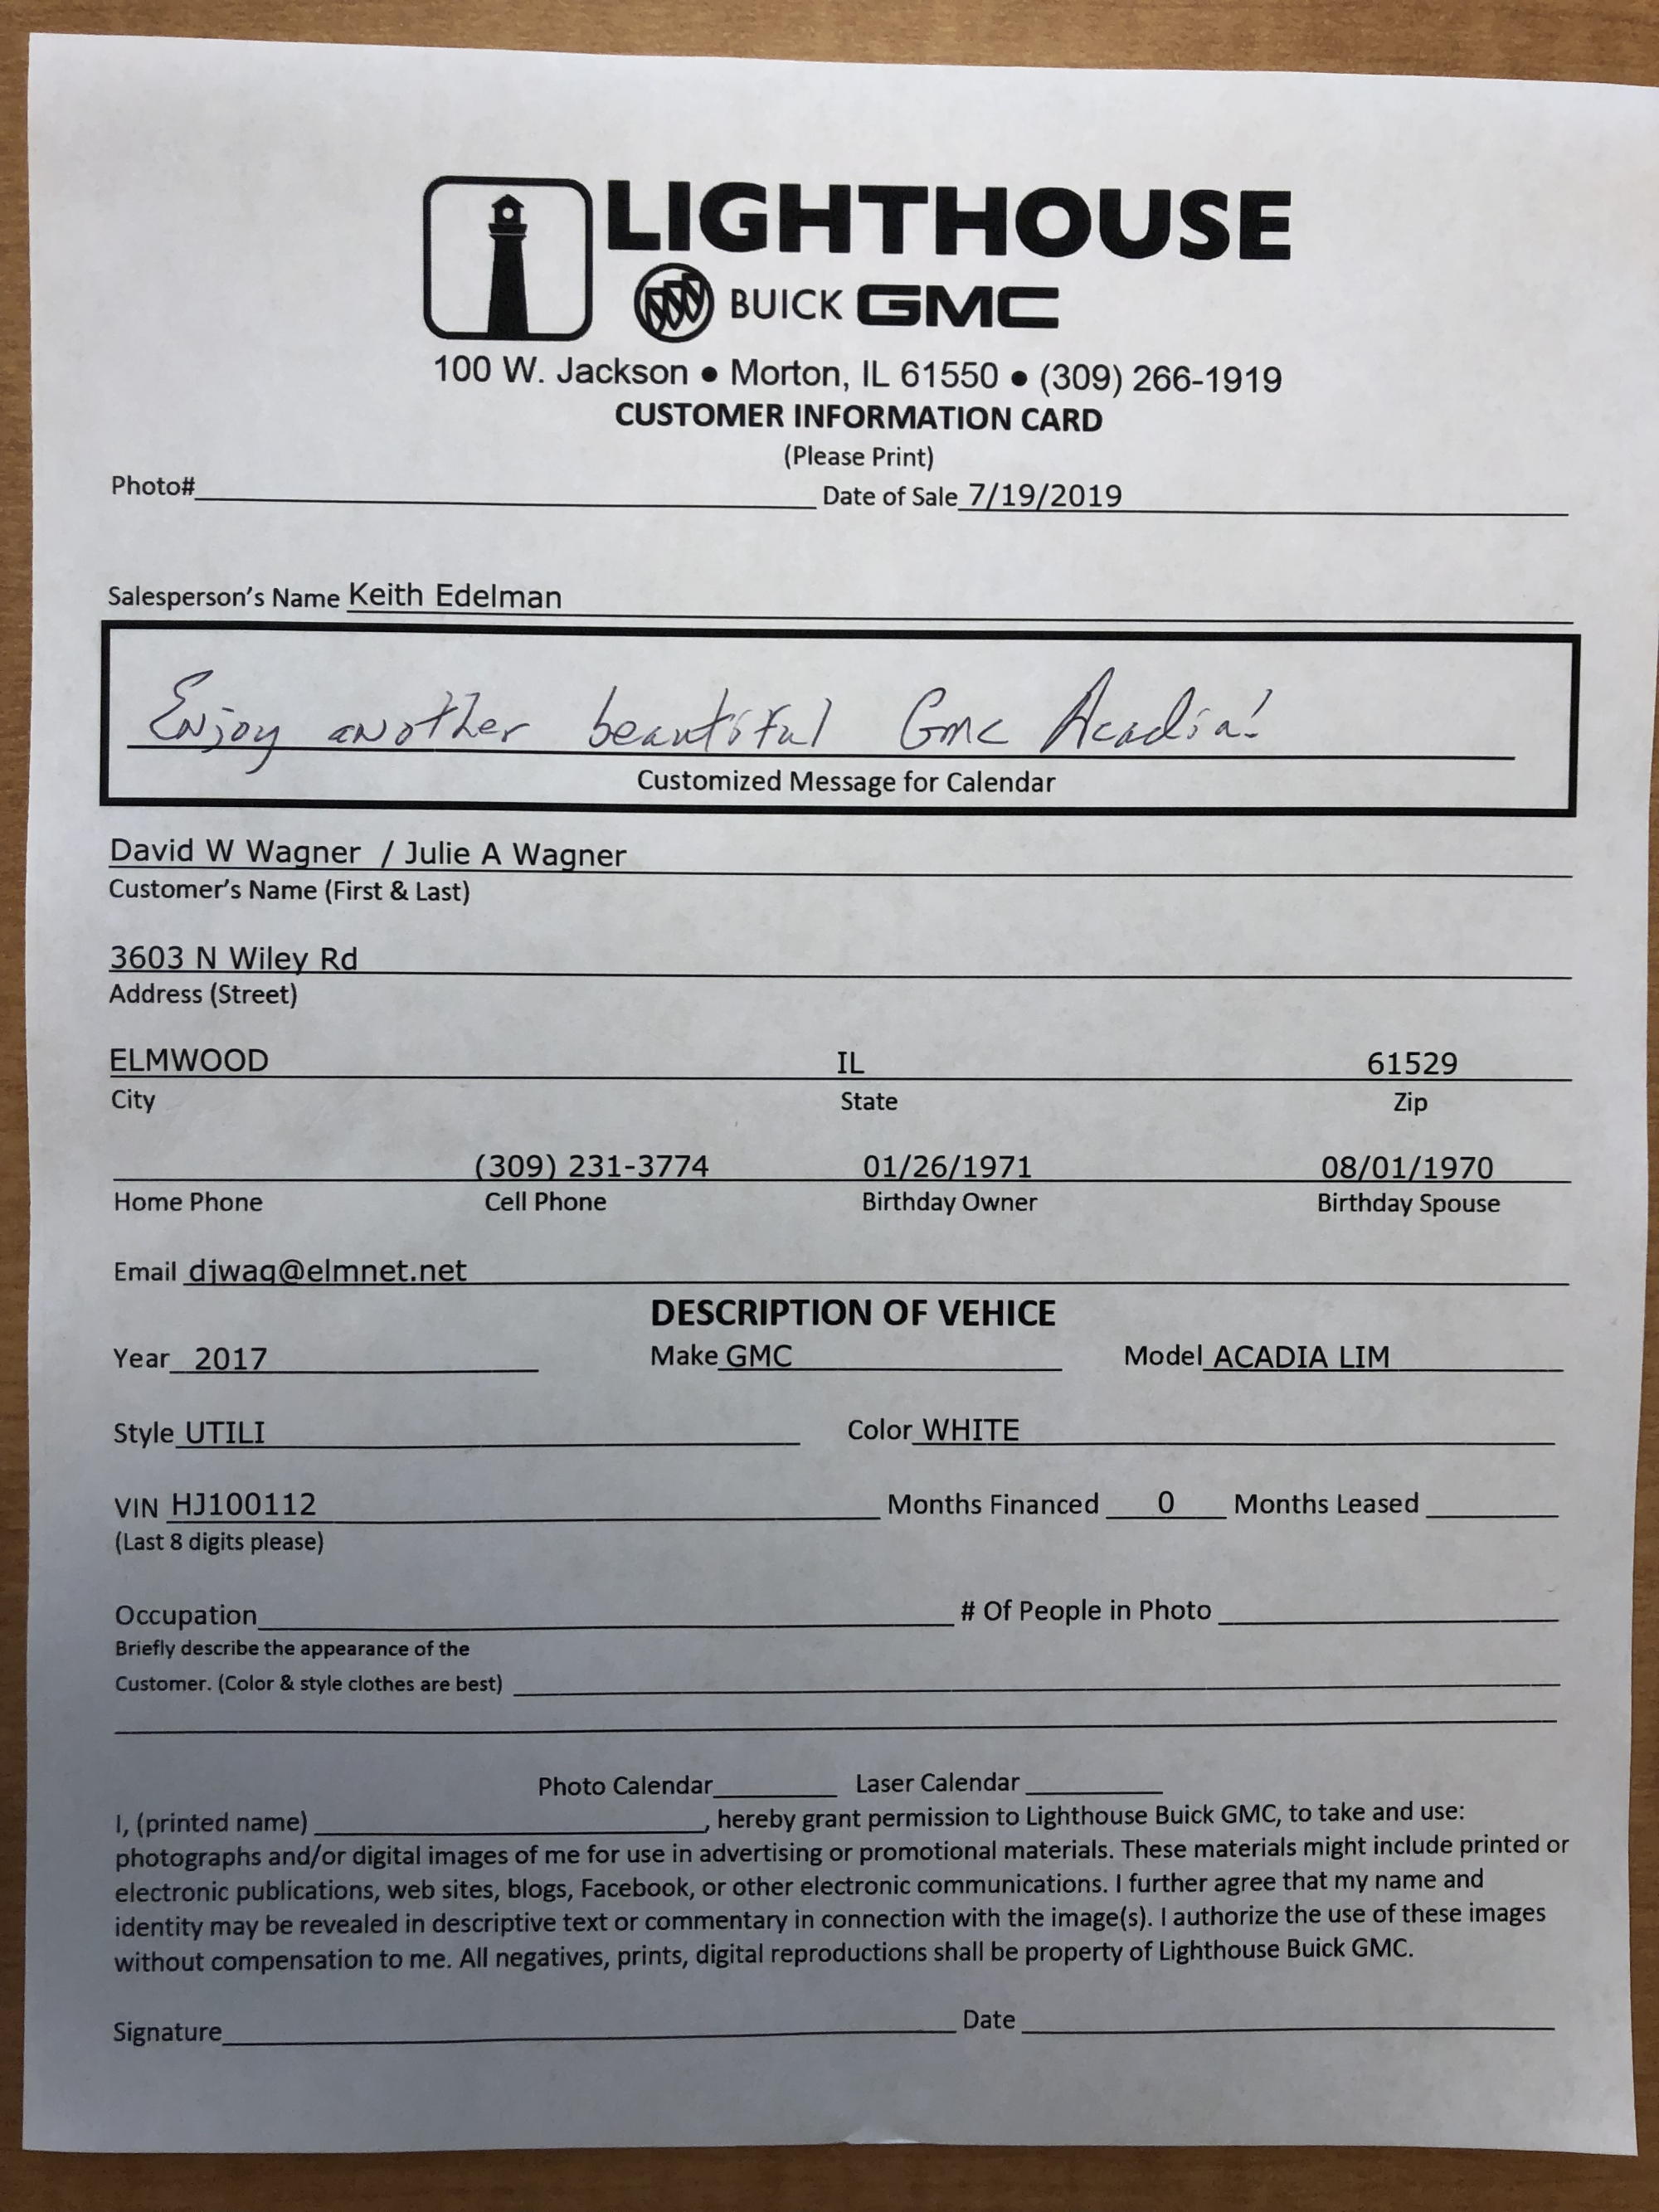 LIGHTHOUSE
BUICK GMC
100 W. Jackson ● Morton, IL 61550 ● (309) 266-1919
CUSTOMER INFORMATION CARD
(Please Print)
Photo# Date of Sale 7/19/2019
Salesperson's Name Keith Edelman
Enjoy another beautiful Gmc Acadia!
Customized Message for Calendar
David W Wagner / Julie A Wagner
Customer's Name (First & Last)
3603 N Wiley Rd
Address (Street)
ELMWOOD IL 61529
City State Zip
(309) 231-3774 01/26/1971 08/01/1970
Home Phone Cell Phone Birthday Owner Birthday Spouse
Email djwag@elmnet.net
DESCRIPTION OF VEHICE
Year 2017 Make GMC Model ACADIA LIM
Style UTILI Color WHITE
VIN HJ100112 Months Financed 0 Months Leased
(Last 8 digits please)
Occupation # Of People in Photo
Briefly describe the appearance of the
Customer. (Color & style clothes are best)
Photo Calendar Laser Calendar
I, (printed name) , hereby grant permission to Lighthouse Buick GMC, to take and use:
photographs and/or digital images of me for use in advertising or promotional materials. These materials might include printed or
electronic publications, web sites, blogs, Facebook, or other electronic communications. I further agree that my name and
identity may be revealed in descriptive text or commentary in connection with the image(s). I authorize the use of these images
without compensation to me. All negatives, prints, digital reproductions shall be property of Lighthouse Buick GMC.
Signature Date